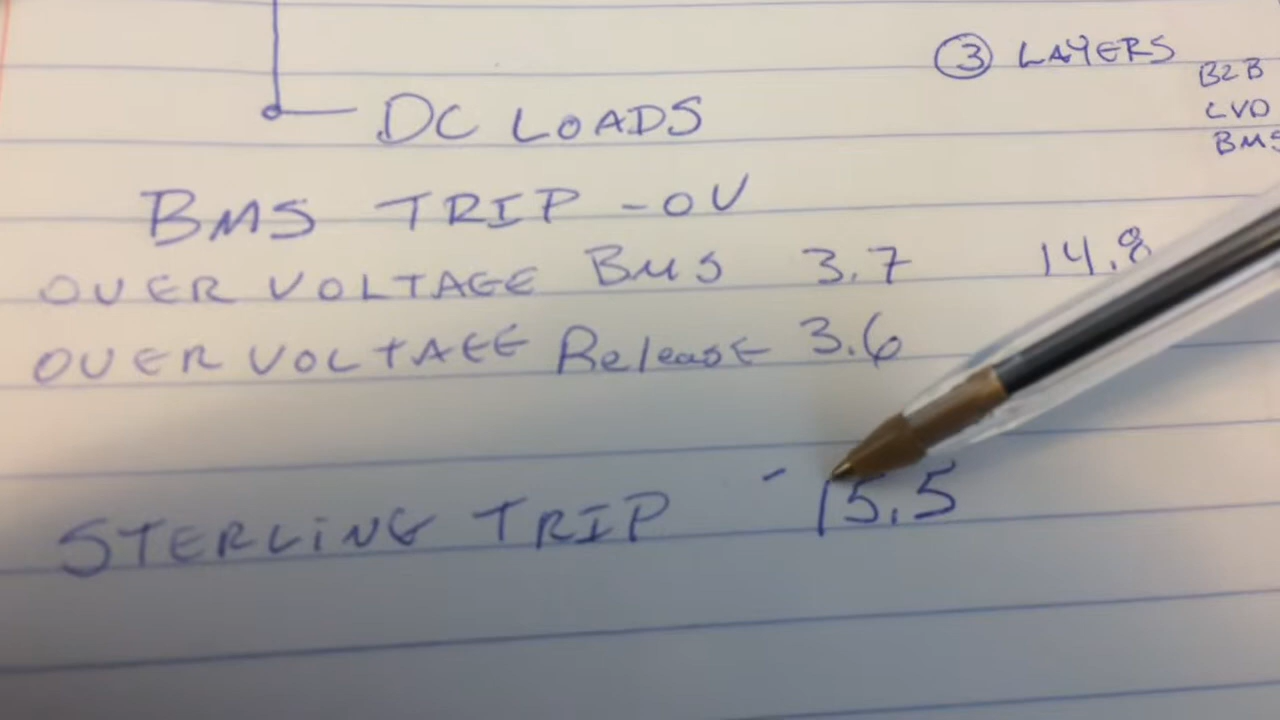 ③ LAYERS
B2B
LVD
BMS
DC LOADS
BMS TRIP - OV
OVER VOLTAGE BMS 3.7 14.8
OVER VOLTAGE Release 3.6
STERLING TRIP - 15.5